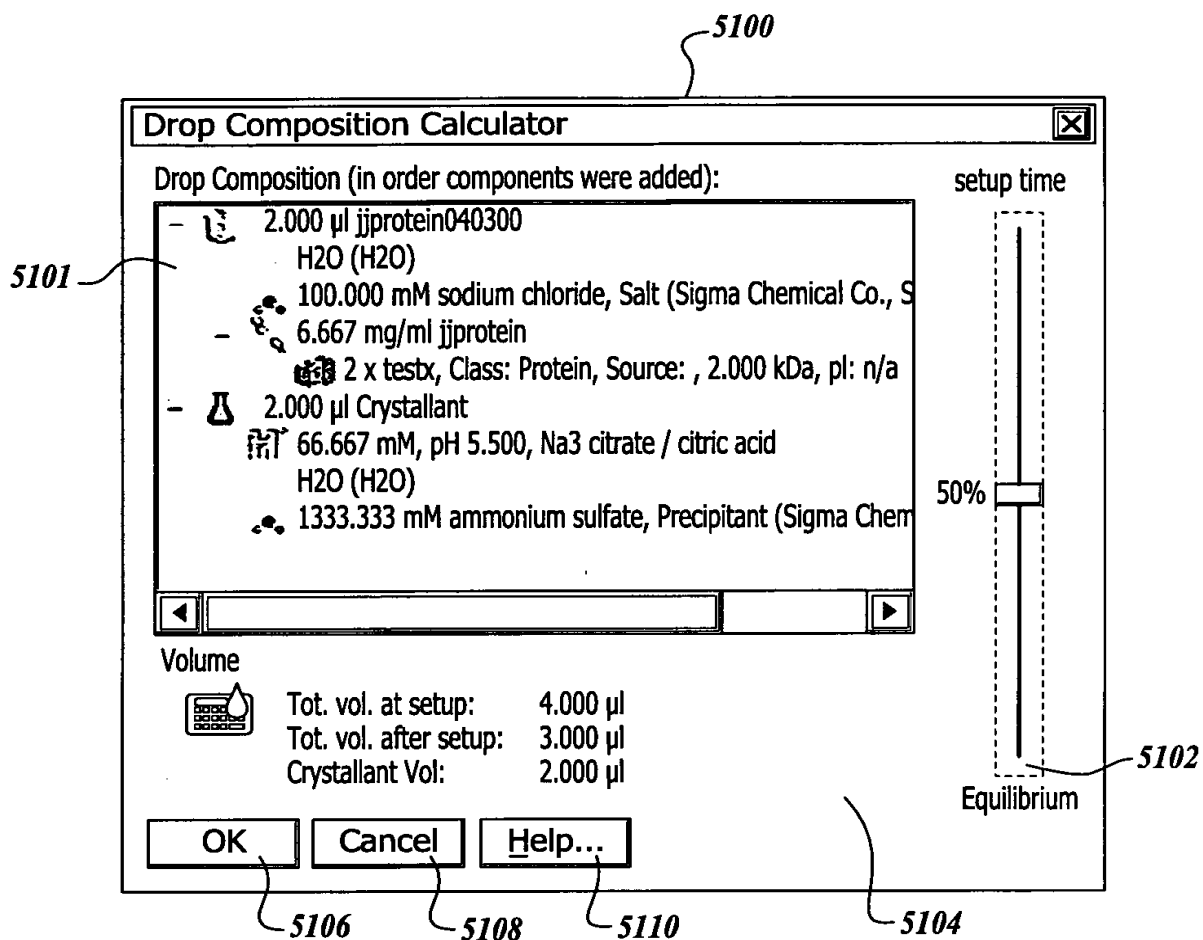 5100
Drop Composition Calculator
Drop Composition (in order components were added):
setup time
2.000 µl jjprotein040300
H2O (H2O)
5101
100.000 mM sodium chloride, Salt (Sigma Chemical Co., S
6.667 mg/ml jjprotein
2 x testx, Class: Protein, Source: , 2.000 kDa, pI: n/a
2.000 µl Crystallant
66.667 mM, pH 5.500, Na3 citrate / citric acid
H2O (H2O)
50%
1333.333 mM ammonium sulfate, Precipitant (Sigma Chem
Volume
Tot. vol. at setup: 4.000 µl
Tot. vol. after setup: 3.000 µl
Crystallant Vol: 2.000 µl
5102
Equilibrium
OK Cancel Help...
5106 5108 5110 5104